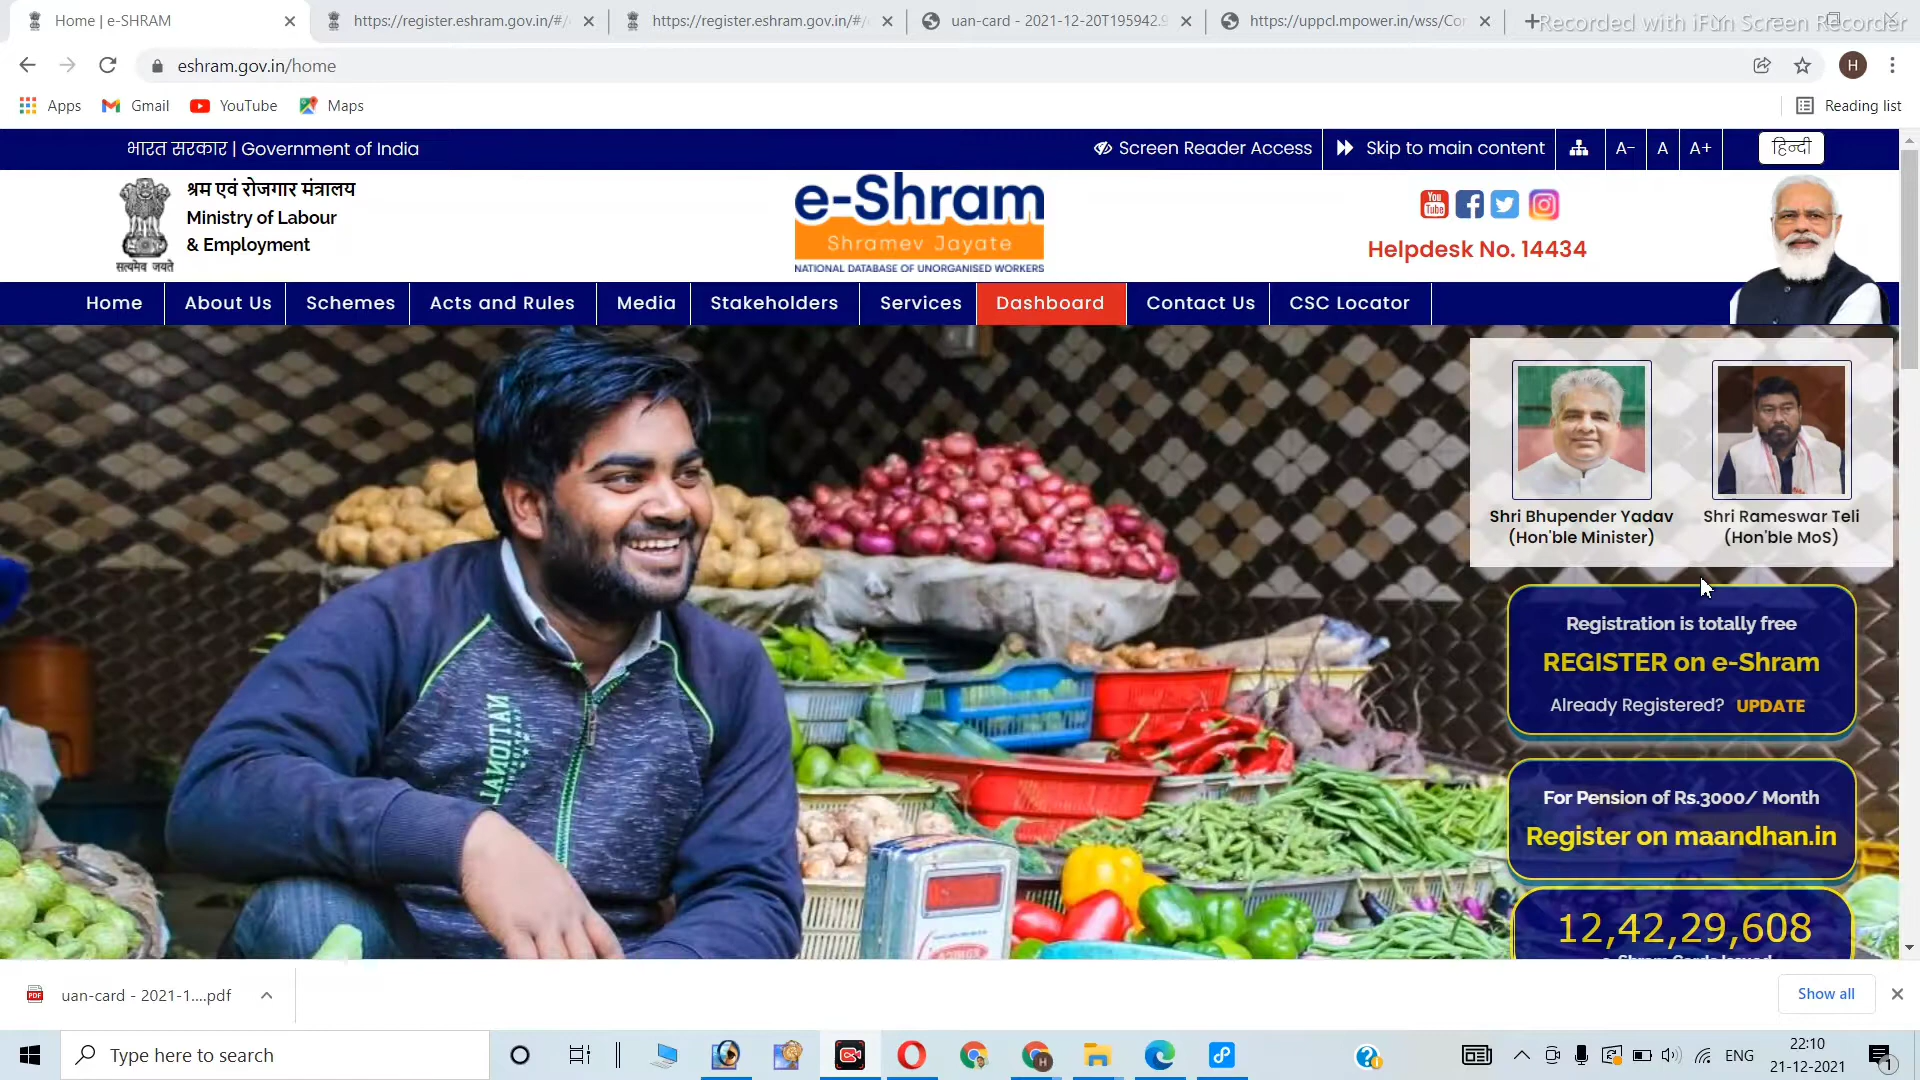 Home | e-SHRAM
https://register.eshram.gov.in/#/
https://register.eshram.gov.in/#/
uan-card - 2021-12-20T195942.9
https://uppcl.mpower.in/wss/Con
Recorded with iFun Screen Recorder
eshram.gov.in/home
H
Apps
Gmail
YouTube
Maps
Reading list
भारत सरकार | Government of India
Screen Reader Access
Skip to main content
A-
A
A+
हिन्दी
सत्यमेव जयते
श्रम एवं रोजगार मंत्रालय
Ministry of Labour
& Employment
e-Shram
Shramev Jayate
NATIONAL DATABASE OF UNORGANISED WORKERS
You Tube
Helpdesk No. 14434
Home
About Us
Schemes
Acts and Rules
Media
Stakeholders
Services
Dashboard
Contact Us
CSC Locator
Shri Bhupender Yadav
(Hon'ble Minister)
Shri Rameswar Teli
(Hon'ble MoS)
Registration is totally free
REGISTER on e-Shram
Already Registered? UPDATE
For Pension of Rs.3000/ Month
Register on maandhan.in
12,42,29,608
NATIONAL
uan-card - 2021-1....pdf
Show all
Type here to search
ENG
22:10
21-12-2021
1